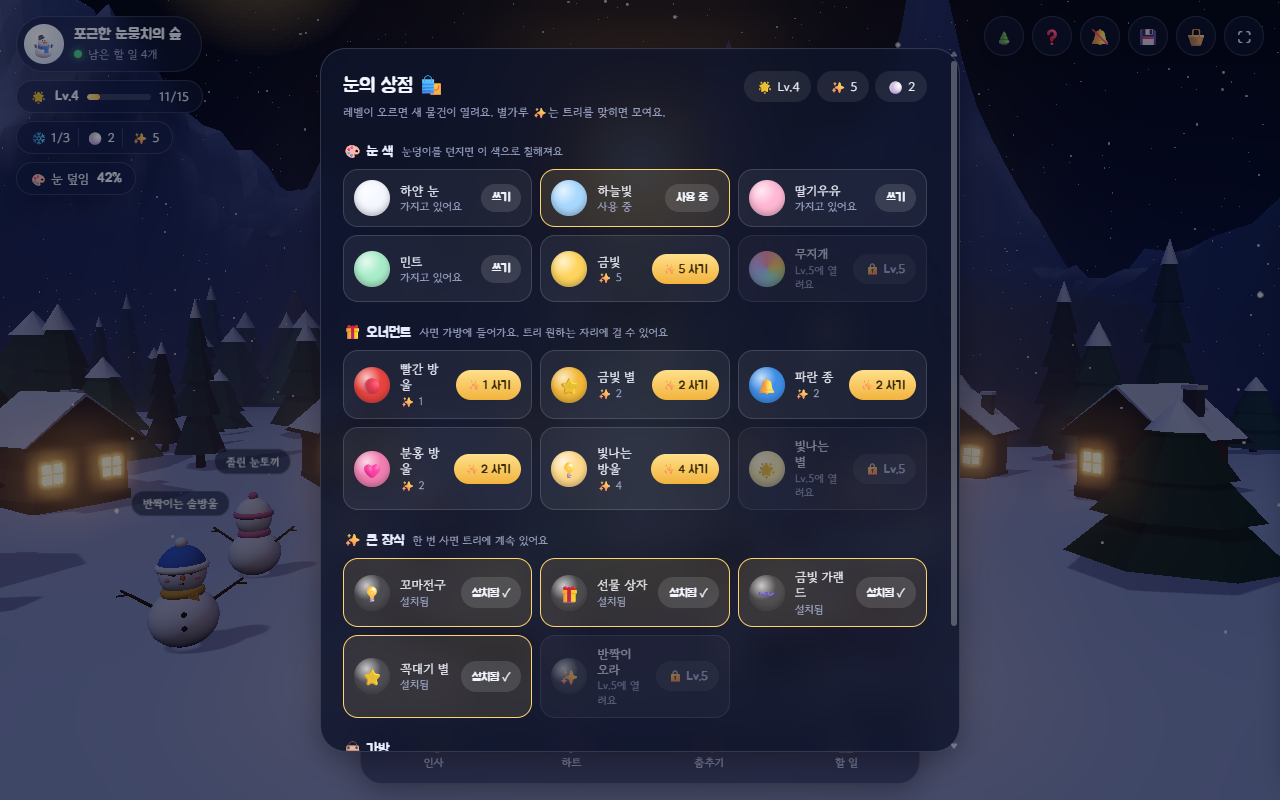 포근한 눈뭉치의 숲
남은 할 일 4개
Lv.4 11/15
1/3 2 5
눈 덮임 42%
눈의 상점
Lv.4 5 2
레벨이 오르면 새 물건이 열려요. 별가루 ✨는 트리를 맞히면 모여요.
눈 색 눈덩이를 던지면 이 색으로 칠해져요
하얀 눈
가지고 있어요
쓰기
하늘빛
사용 중
사용 중
딸기우유
가지고 있어요
쓰기
민트
가지고 있어요
쓰기
금빛
✨ 5
✨ 5 사기
무지개
Lv.5에 열
려요
Lv.5
오너먼트 사면 가방에 들어가요. 트리 원하는 자리에 걸 수 있어요
빨간 방
울
✨ 1
✨ 1 사기
금빛 별
✨ 2
✨ 2 사기
파란 종
✨ 2
✨ 2 사기
분홍 방
울
✨ 2
✨ 2 사기
빛나는
방울
✨ 4
✨ 4 사기
빛나는
별
Lv.5에 열
려요
Lv.5
큰 장식 한 번 사면 트리에 계속 있어요
꼬마전구
설치됨
설치됨 ✓
선물 상자
설치됨
설치됨 ✓
금빛 가랜
드
설치됨
설치됨 ✓
꼭대기 별
설치됨
설치됨 ✓
반짝이
오라
Lv.5에 열
려요
Lv.5
가방
졸린 눈토끼
반짝이는 솔방울
인사 하트 춤추기 할 일